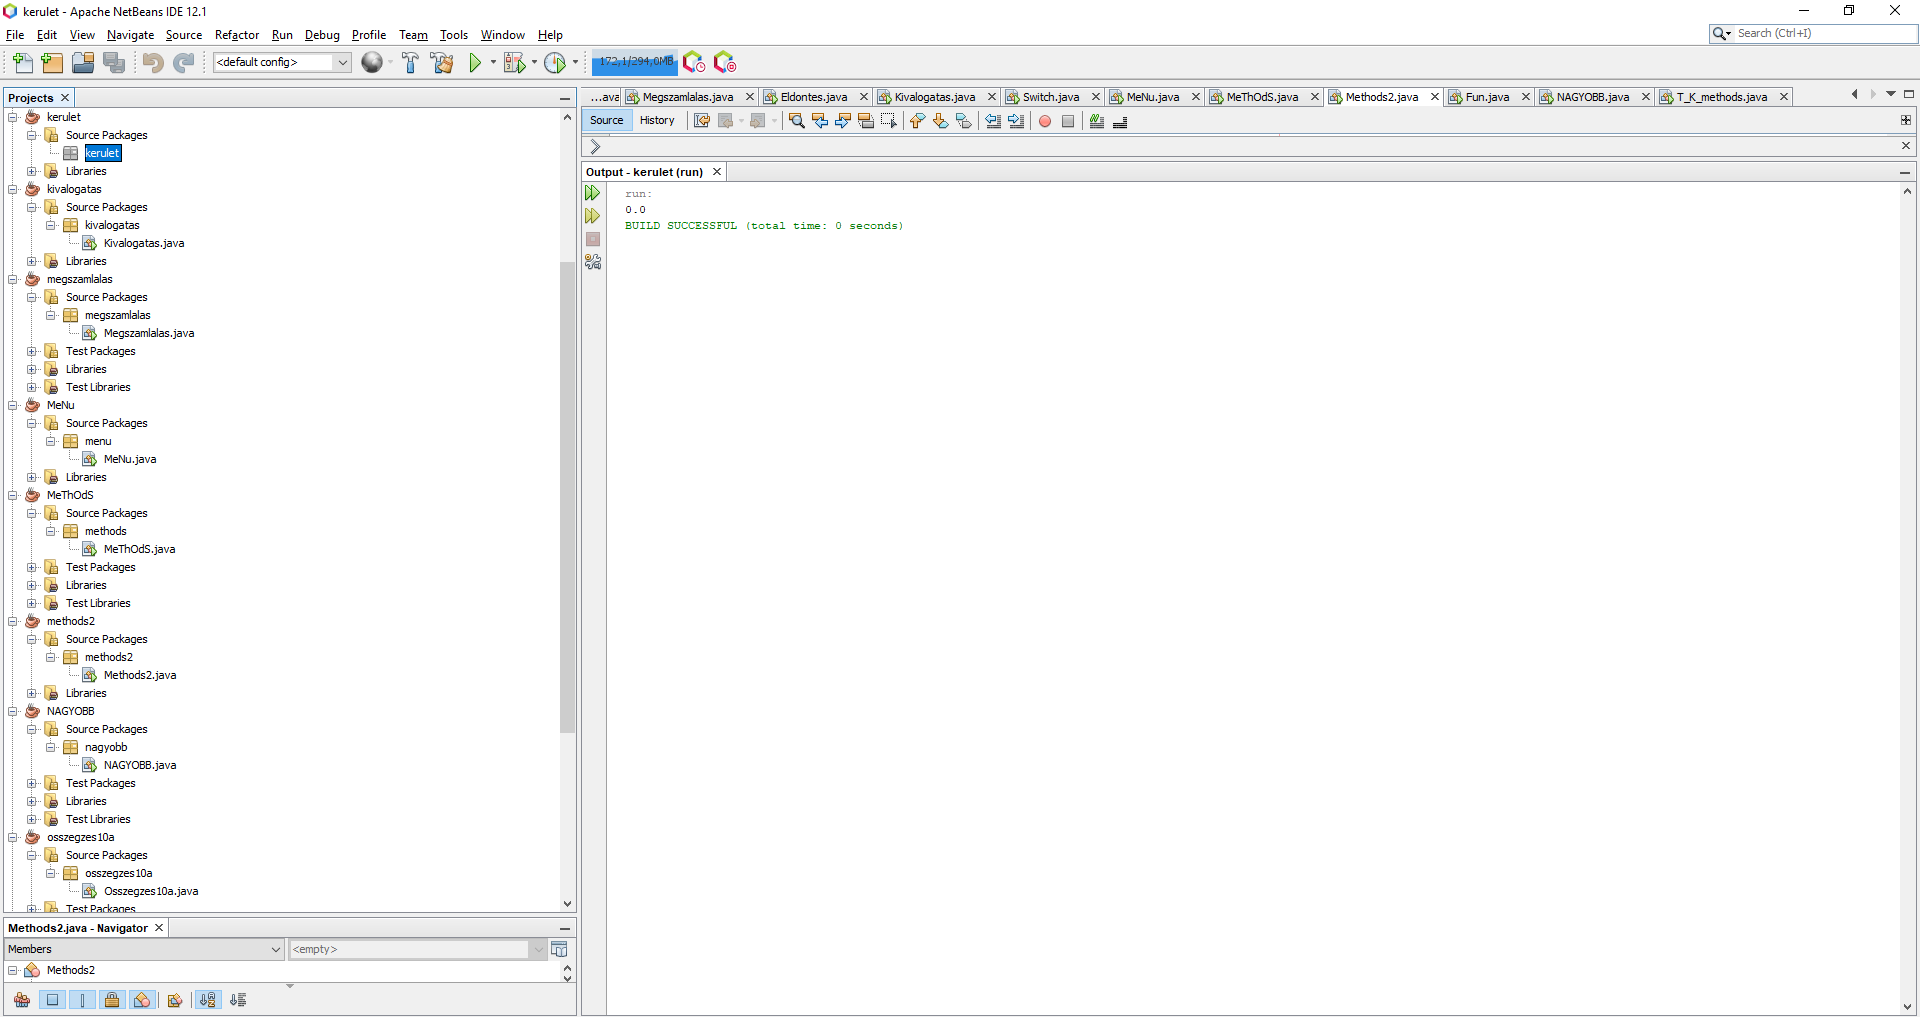 kerulet - Apache NetBeans IDE 12.1
File Edit View Navigate Source Refactor Run Debug Profile Team Tools Window Help
Search (Ctrl+I)
<default config>
172,1/294,0MB
Projects
kerulet
Source Packages
kerulet
Libraries
kivalogatas
Source Packages
kivalogatas
Kivalogatas.java
Libraries
megszamlalas
Source Packages
megszamlalas
Megszamlalas.java
Test Packages
Libraries
Test Libraries
MeNu
Source Packages
menu
MeNu.java
Libraries
MeThOdS
Source Packages
methods
MeThOdS.java
Test Packages
Libraries
Test Libraries
methods2
Source Packages
methods2
Methods2.java
Libraries
NAGYOBB
Source Packages
nagyobb
NAGYOBB.java
Test Packages
Libraries
Test Libraries
osszegzes10a
Source Packages
osszegzes10a
Osszegzes10a.java
Test Packages
Methods2.java - Navigator
Members
<empty>
Methods2
...ava Megszamlalas.java Eldontes.java Kivalogatas.java Switch.java MeNu.java MeThOdS.java Methods2.java Fun.java NAGYOBB.java T_K_methods.java
Source History
Output - kerulet (run)
run:
0.0
BUILD SUCCESSFUL (total time: 0 seconds)